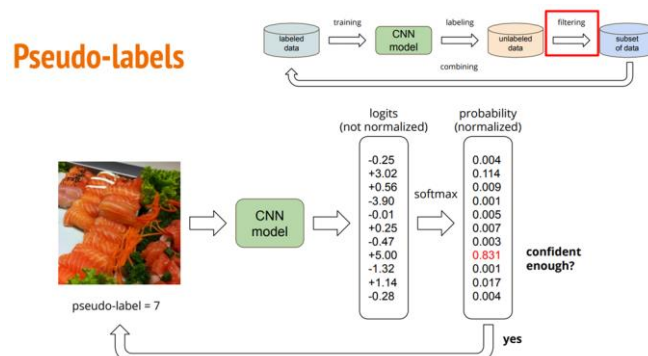 Pseudo-labels
training
labeling
filtering
labeled
data
CNN
model
unlabeled
data
subset
of data
combining
logits
(not normalized)
probability
(normalized)
-0.25
+3.02
+0.56
-3.90
-0.01
+0.25
-0.47
+5.00
-1.32
+1.14
-0.28
softmax
0.004
0.114
0.009
0.001
0.005
0.007
0.003
0.831
0.001
0.017
0.004
CNN
model
confident
enough?
pseudo-label = 7
yes